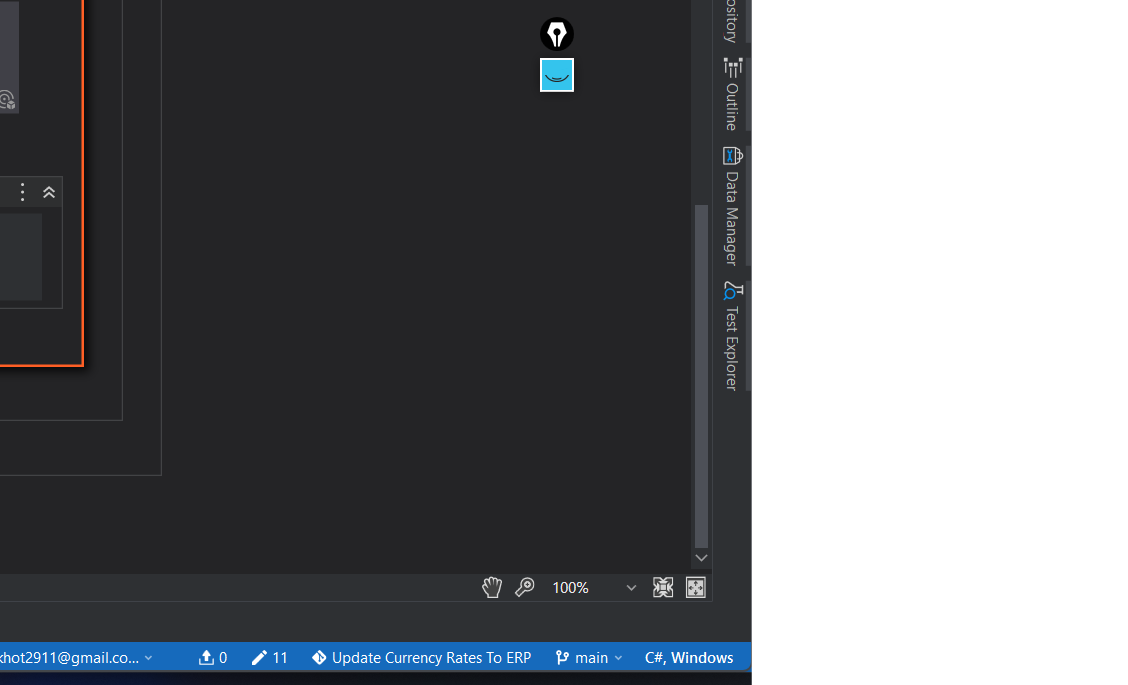 ository
Outline
Data Manager
Test Explorer
100%
khot2911@gmail.co... 0 11 Update Currency Rates To ERP main C#, Windows